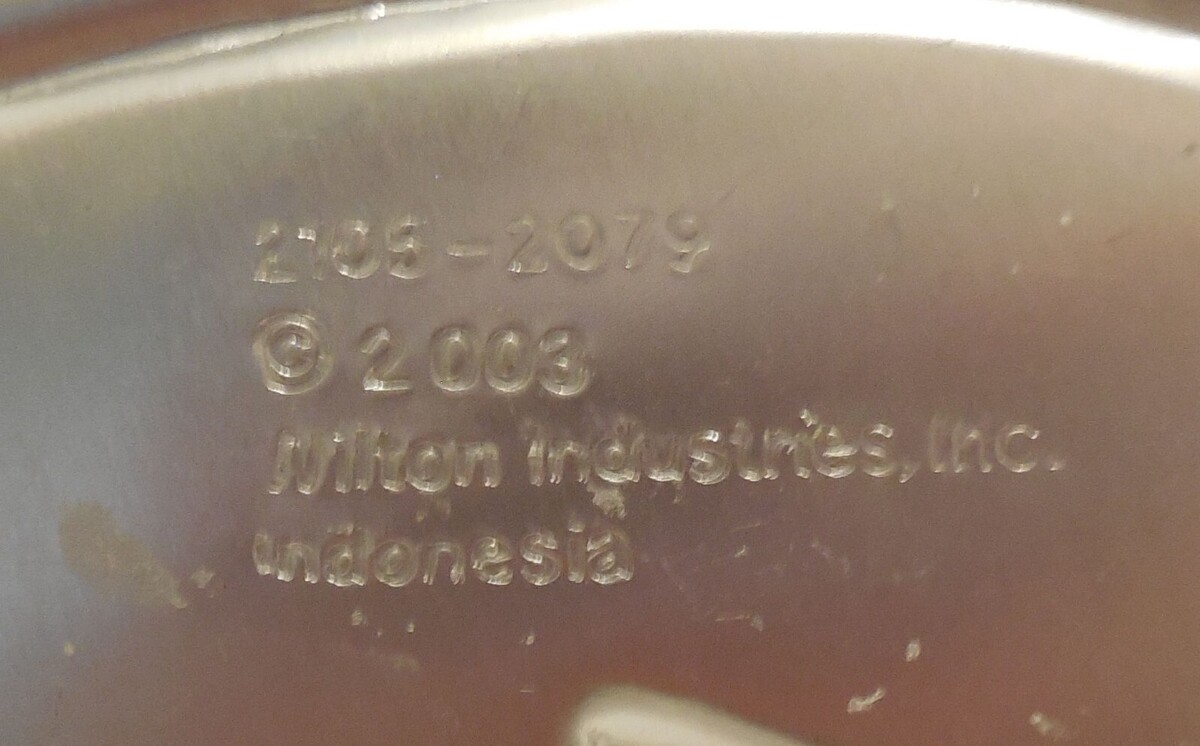 2105-2079
© 2003
Wilton Industries, Inc.
Indonesia